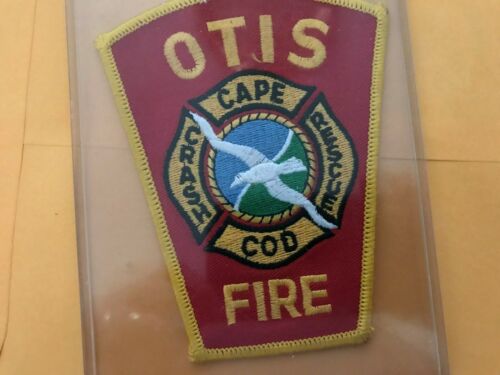 OTIS
CAPE
CRASH
RESCUE
COD
FIRE